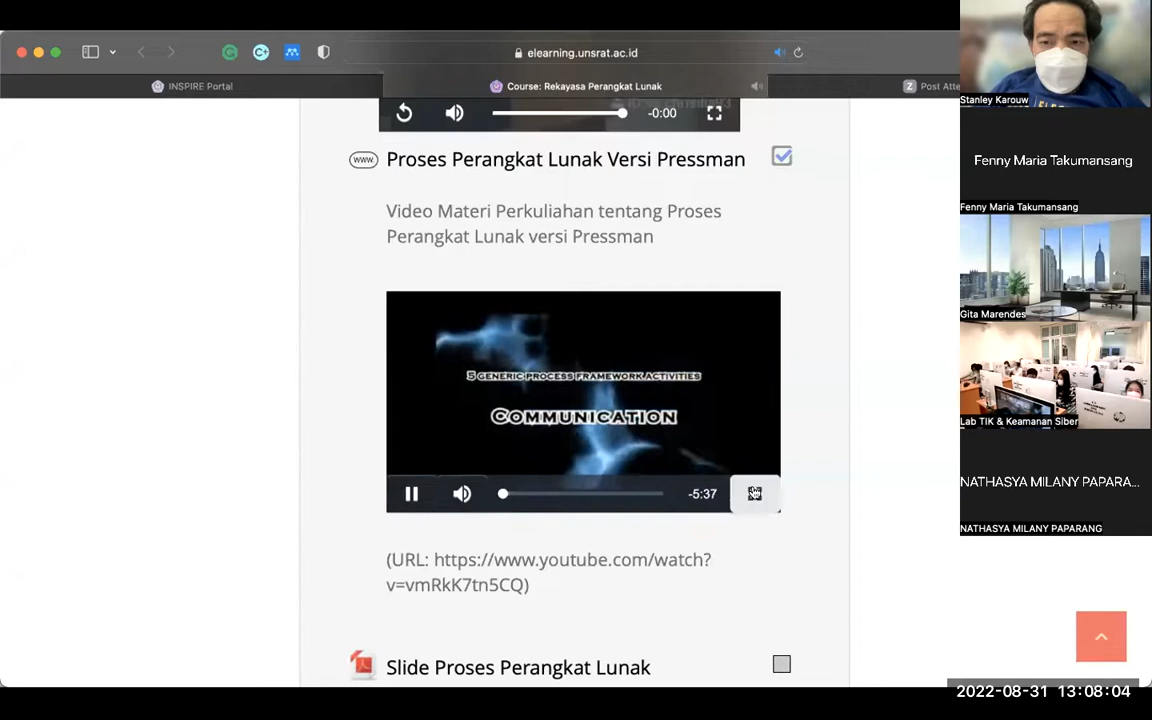 elearning.unsrat.ac.id
INSPIRE Portal
Course: Rekayasa Perangkat Lunak
Z Post Atte
-0:00
www
Proses Perangkat Lunak Versi Pressman
Video Materi Perkuliahan tentang Proses
Perangkat Lunak versi Pressman
5 GENERIC PROCESS FRAMEWORK ACTIVITIES
COMMUNICATION
-5:37
(URL: https://www.youtube.com/watch?
v=vmRkK7tn5CQ)
Slide Proses Perangkat Lunak
Stanley Karouw
Fenny Maria Takumansang
Fenny Maria Takumansang
Gita Marendes
Lab TIK & Keamanan Siber
NATHASYA MILANY PAPARA...
NATHASYA MILANY PAPARANG
2022-08-31 13:08:04